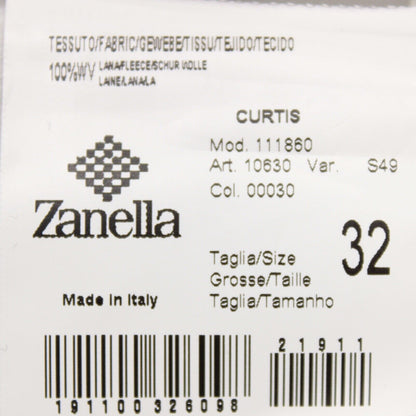 TESSUTO/FABRIC/GEWEBE/TISSU/TEJIDO/TECIDO
100%WV LANA/FLEECE/SCHUR WOLLE
LAINE/LANA/LA
CURTIS
Mod. 111860
Art. 10630 Var. S49
Col. 00030
Zanella
Taglia/Size
Grosse/Taille
Taglia/Tamanho
32
Made in Italy
21911
191100326098